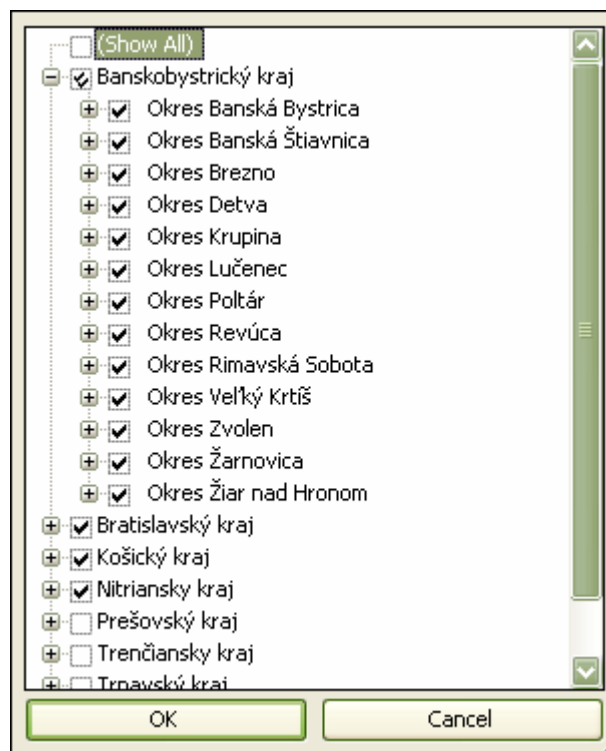 (Show All)
Banskobystrický kraj
Okres Banská Bystrica
Okres Banská Štiavnica
Okres Brezno
Okres Detva
Okres Krupina
Okres Lučenec
Okres Poltár
Okres Revúca
Okres Rimavská Sobota
Okres Veľký Krtíš
Okres Zvolen
Okres Žarnovica
Okres Žiar nad Hronom
Bratislavský kraj
Košický kraj
Nitriansky kraj
Prešovský kraj
Trenčiansky kraj
Trnavský kraj
OK Cancel